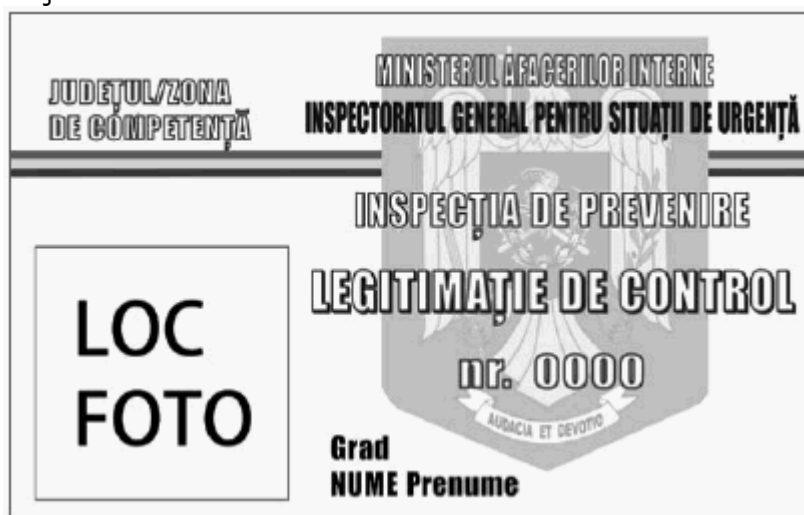 JUDEȚUL/ZONA
DE COMPETENȚĂ
MINISTERUL AFACERILOR INTERNE
INSPECTORATUL GENERAL PENTRU SITUAȚII DE URGENȚĂ
INSPECȚIA DE PREVENIRE
LEGITIMAȚIE DE CONTROL
nr. 0000
AUDACIA ET DEVOTIO
LOC
FOTO
Grad
NUME Prenume